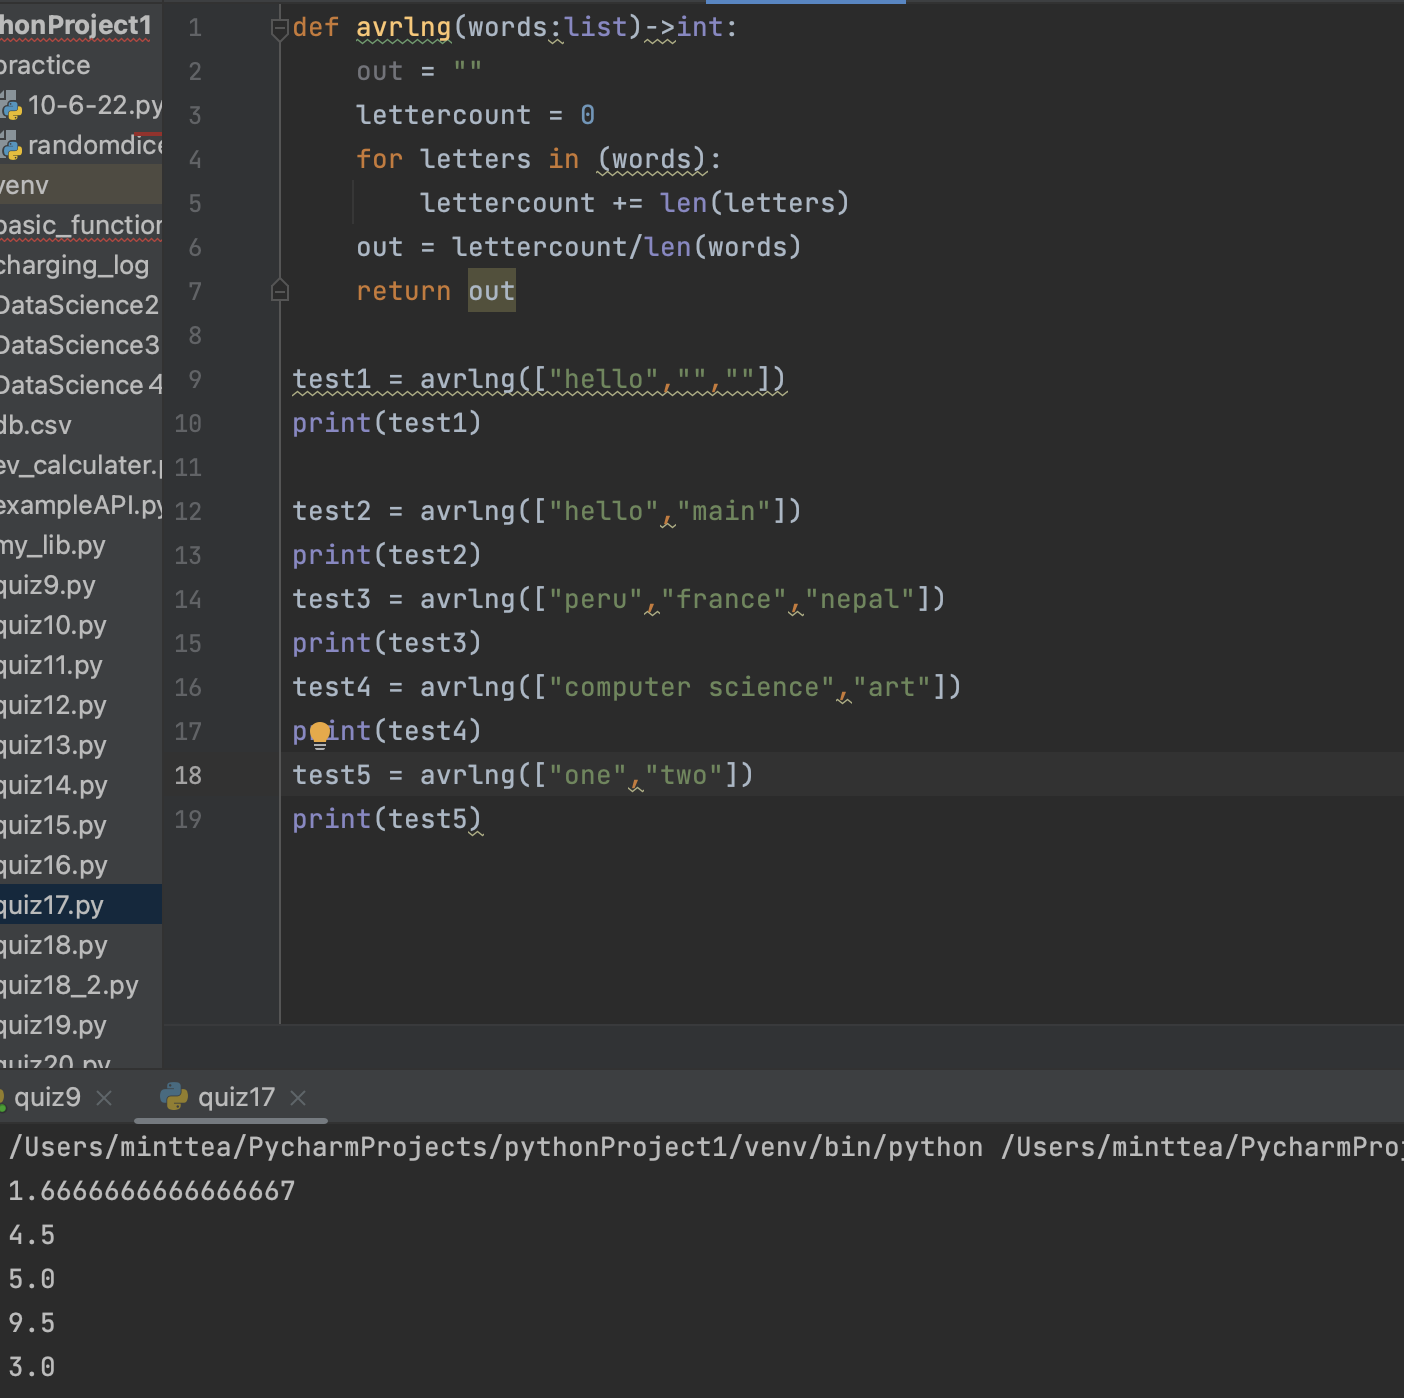 honProject1
practice
10-6-22.py
randomdice
venv
basic_function
charging_log
DataScience2
DataScience3
DataScience 4
db.csv
ev_calculater.p
exampleAPI.py
my_lib.py
quiz9.py
quiz10.py
quiz11.py
quiz12.py
quiz13.py
quiz14.py
quiz15.py
quiz16.py
quiz17.py
quiz18.py
quiz18_2.py
quiz19.py
quiz20.py
1 def avrlng(words:list)->int:
2     out = ""
3     lettercount = 0
4     for letters in (words):
5         lettercount += len(letters)
6     out = lettercount/len(words)
7     return out
8
9 test1 = avrlng(["hello","",""])
10 print(test1)
11
12 test2 = avrlng(["hello","main"])
13 print(test2)
14 test3 = avrlng(["peru","france","nepal"])
15 print(test3)
16 test4 = avrlng(["computer science","art"])
17 print(test4)
18 test5 = avrlng(["one","two"])
19 print(test5)
quiz9 × quiz17 ×
/Users/minttea/PycharmProjects/pythonProject1/venv/bin/python /Users/minttea/PycharmProj
1.6666666666666667
4.5
5.0
9.5
3.0